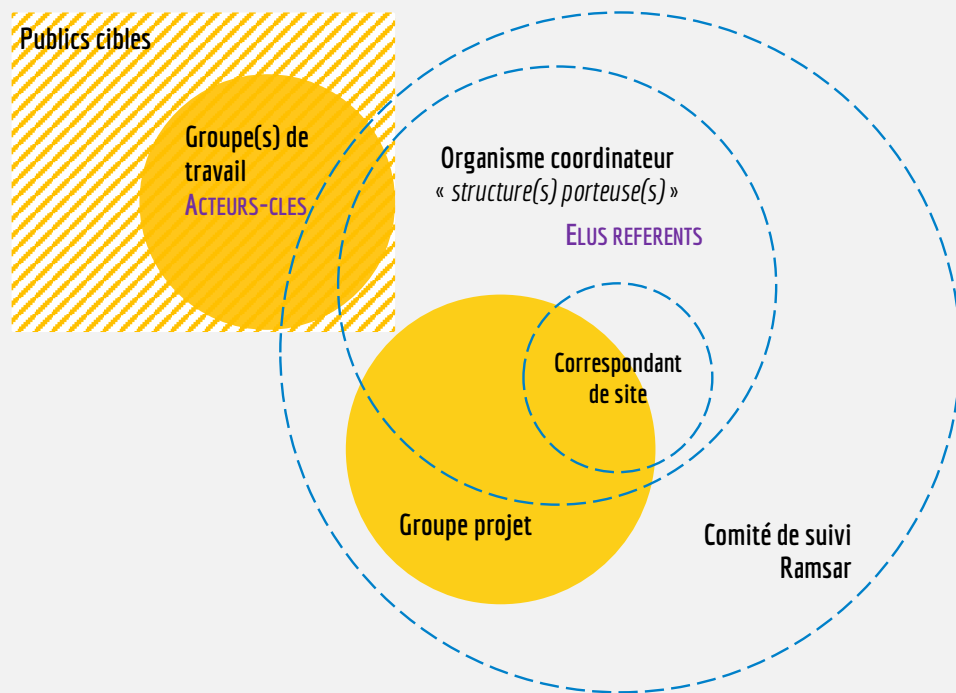 Publics cibles
Groupe(s) de
travail
ACTEURS-CLES
Organisme coordinateur
« structure(s) porteuse(s) »
ELUS REFERENTS
Correspondant
de site
Groupe projet
Comité de suivi
Ramsar